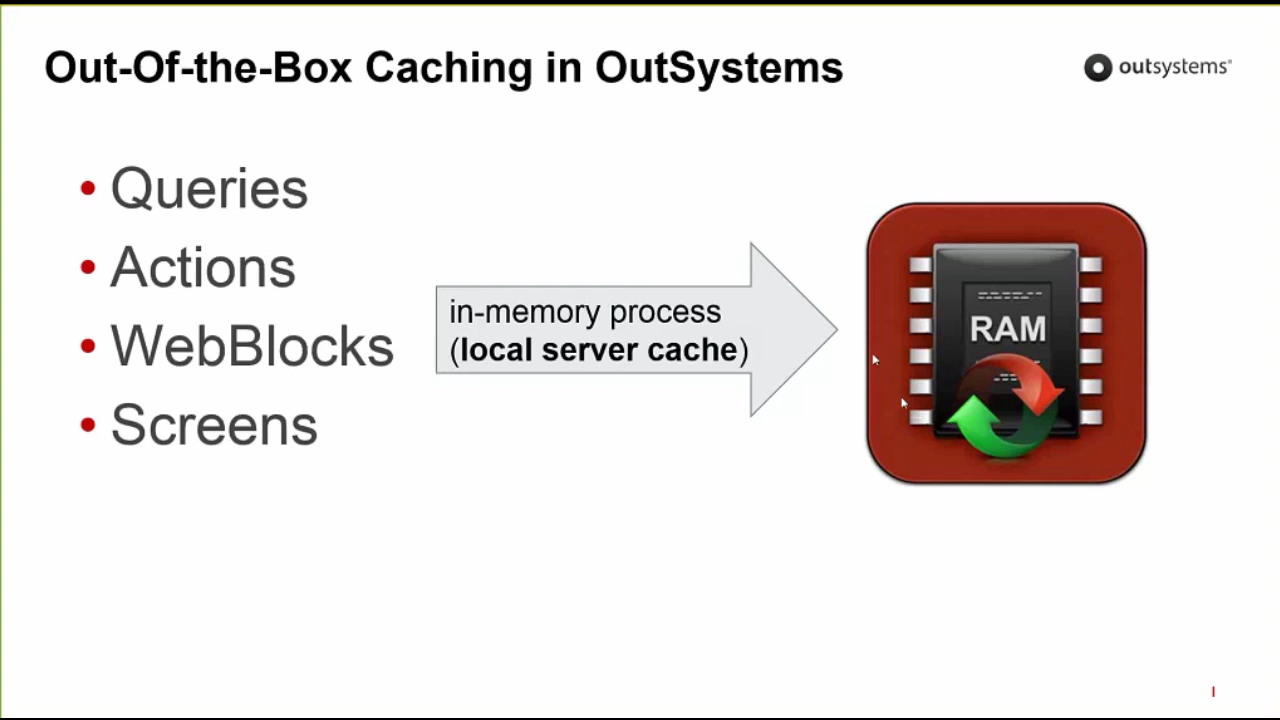 Out-Of-the-Box Caching in OutSystems
outsystems®
• Queries
• Actions
• WebBlocks
• Screens
in-memory process
(local server cache)
RAM